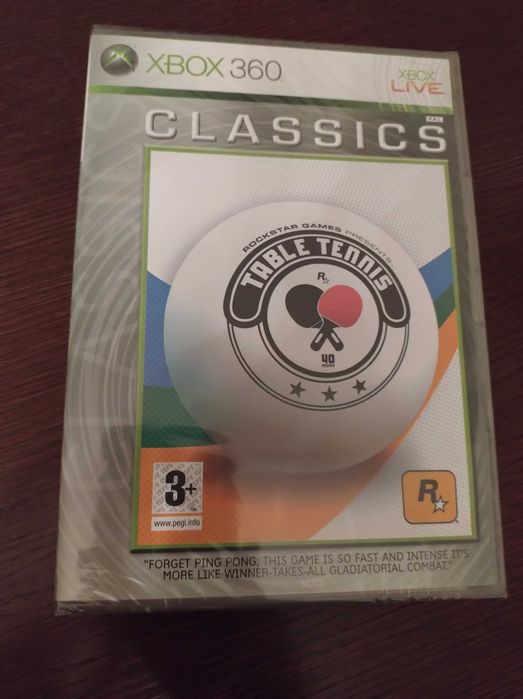 XBOX 360
XBOX
LIVE
PAL
CLASSICS
ROCKSTAR GAMES PRESENTS
TABLE TENNIS
R
40
mm
3+
www.pegi.info
R
"FORGET PING PONG, THIS GAME IS SO FAST AND INTENSE IT'S
MORE LIKE WINNER-TAKES-ALL GLADIATORIAL COMBAT."
NUTS